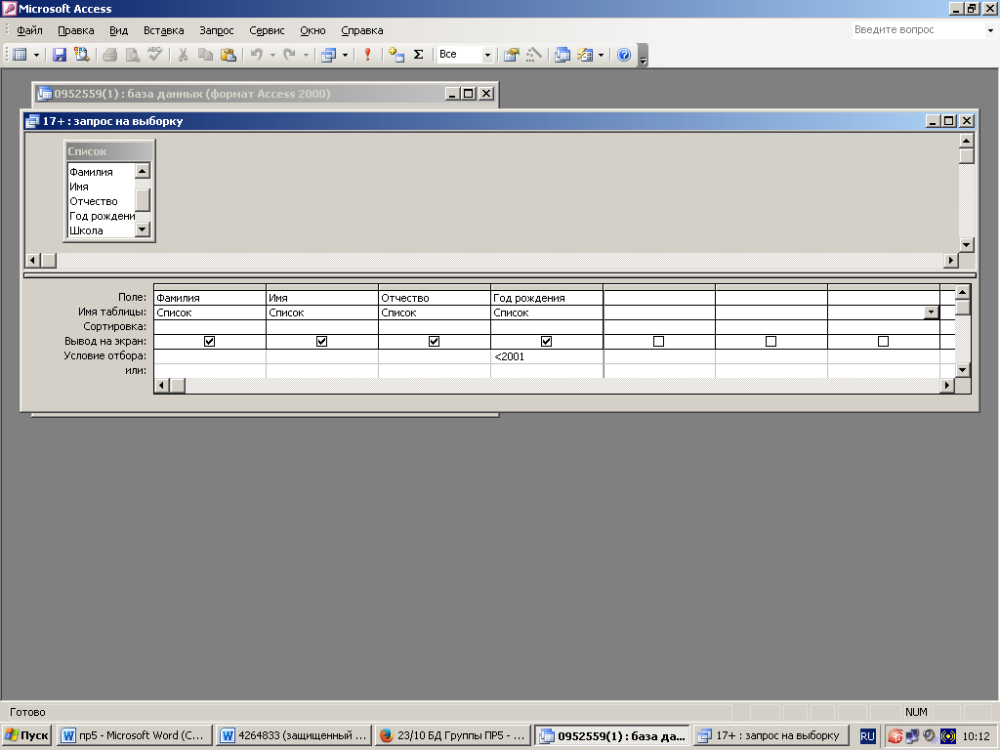 Microsoft Access
Файл Правка Вид Вставка Запрос Сервис Окно Справка Введите вопрос
ABC Σ Все
0952559(1) : база данных (формат Access 2000)
17+ : запрос на выборку
Список
Фамилия
Имя
Отчество
Год рождени
Школа
Поле: Фамилия Имя Отчество Год рождения
Имя таблицы: Список Список Список Список
Сортировка:
Вывод на экран:
Условие отбора: <2001
или:
Готово NUM
Пуск пр5 - Microsoft Word (С... 4264833 (защищенный ... 23/10 БД Группы ПР5 - ... 0952559(1) : база да... 17+ : запрос на выборку RU 10:12